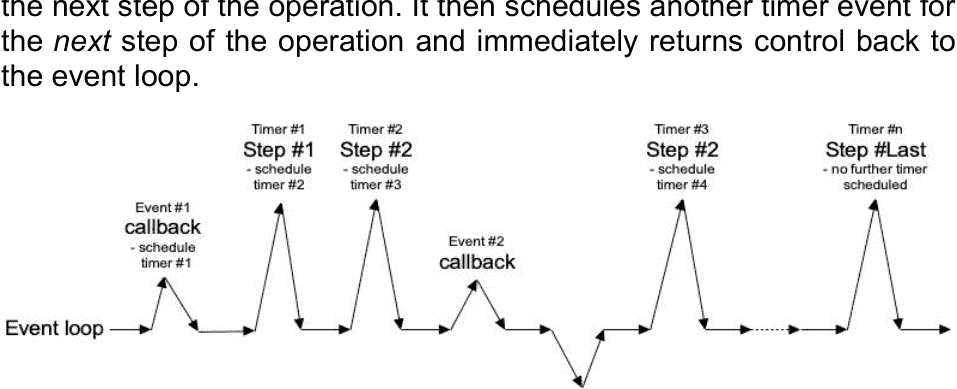 the next step of the operation. It then schedules another timer event for
the next step of the operation and immediately returns control back to
the event loop.
Timer #1
Step #1
- schedule
timer #2
Timer #2
Step #2
- schedule
timer #3
Timer #3
Step #2
- schedule
timer #4
Timer #n
Step #Last
- no further timer
scheduled
Event #1
callback
- schedule
timer #1
Event #2
callback
Event loop